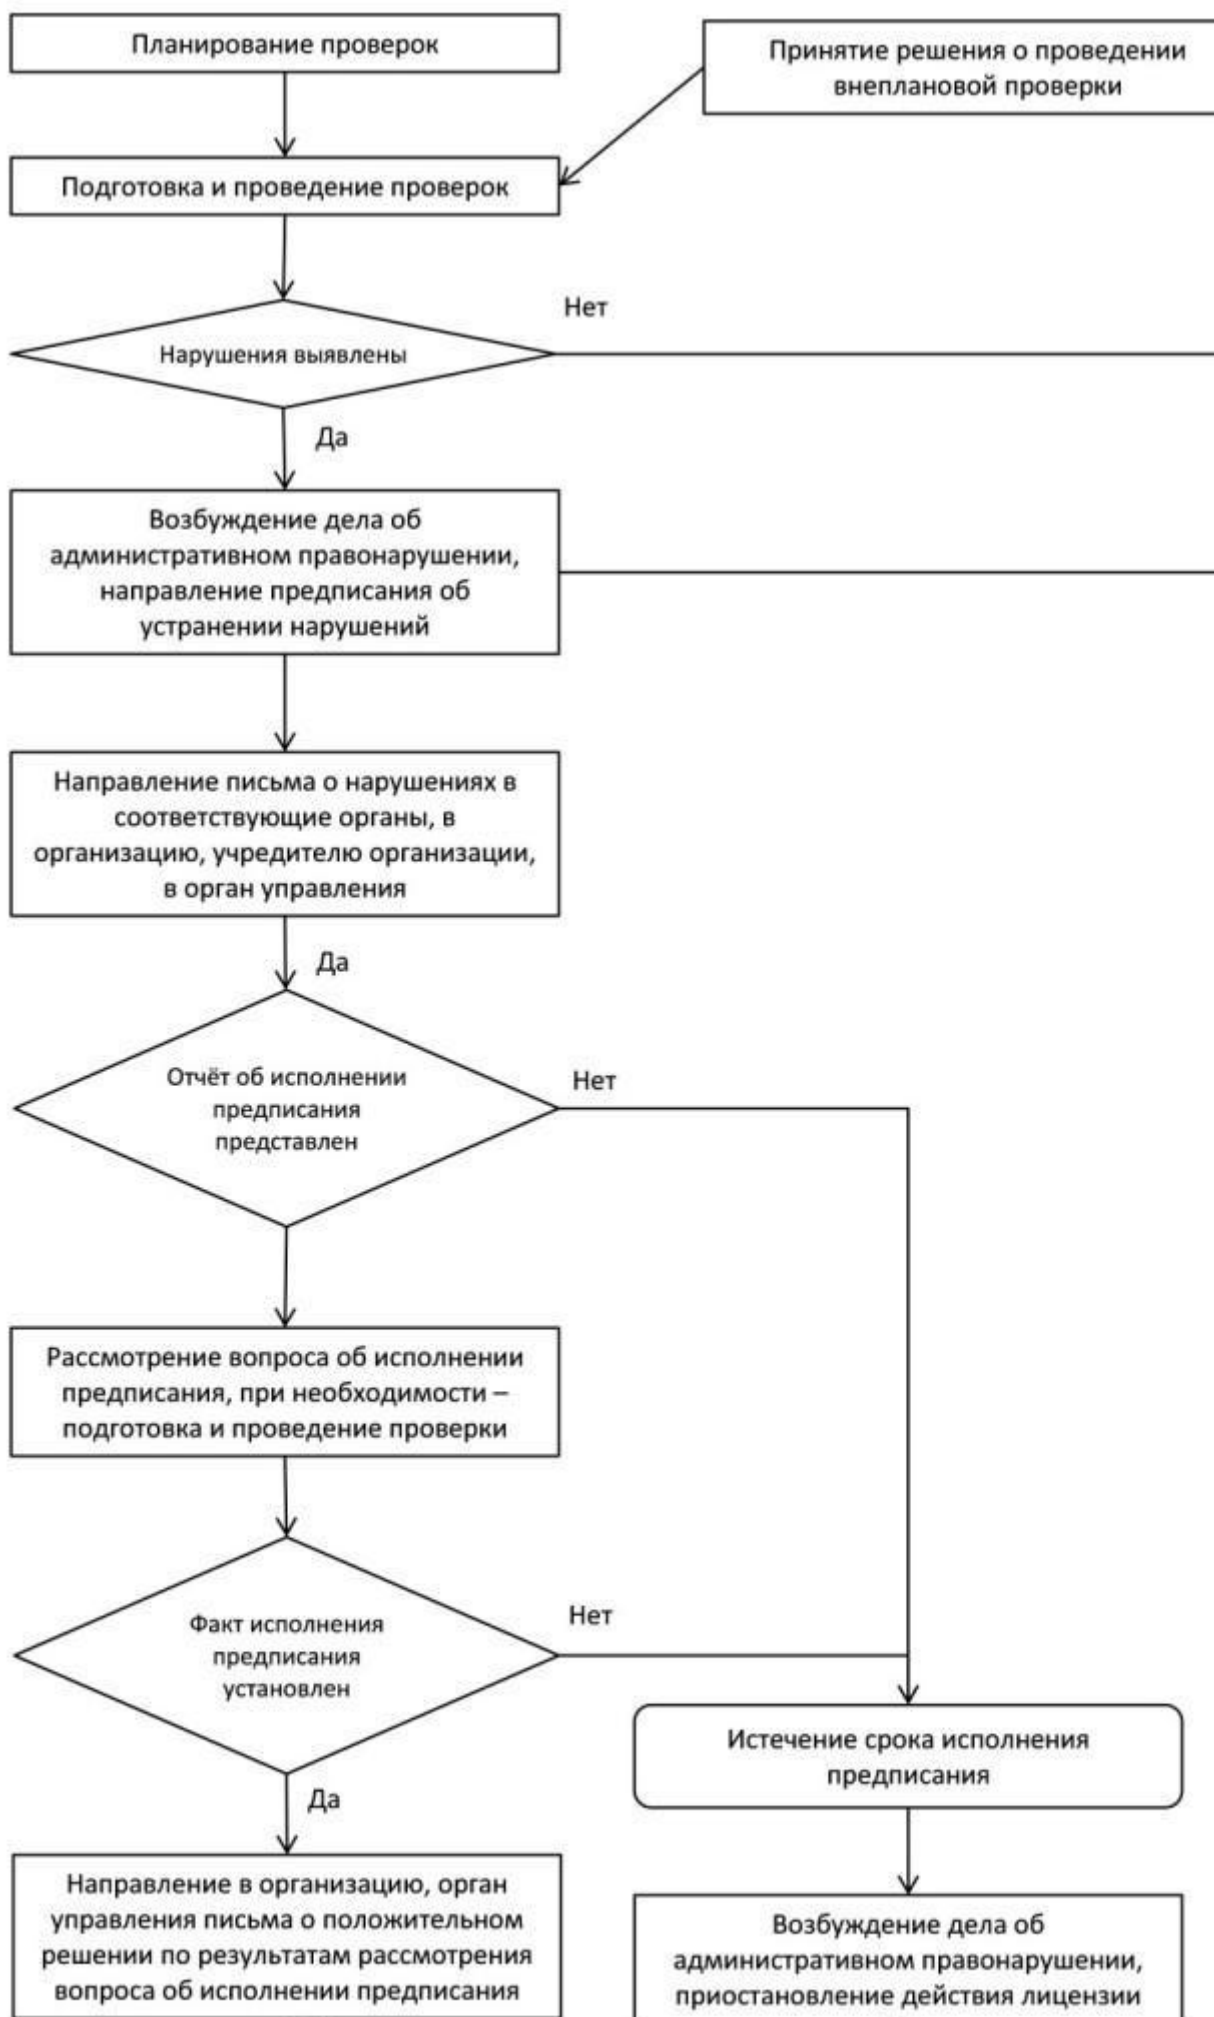 Планирование проверок
Принятие решения о проведении
внеплановой проверки
Подготовка и проведение проверок
Нет
Нарушения выявлены
Да
Возбуждение дела об
административном правонарушении,
направление предписания об
устранении нарушений
Направление письма о нарушениях в
соответствующие органы, в
организацию, учредителю организации,
в орган управления
Да
Отчёт об исполнении
предписания
представлен
Нет
Рассмотрение вопроса об исполнении
предписания, при необходимости –
подготовка и проведение проверки
Факт исполнения
предписания
установлен
Нет
Истечение срока исполнения
предписания
Да
Направление в организацию, орган
управления письма о положительном
решении по результатам рассмотрения
вопроса об исполнении предписания
Возбуждение дела об
административном правонарушении,
приостановление действия лицензии